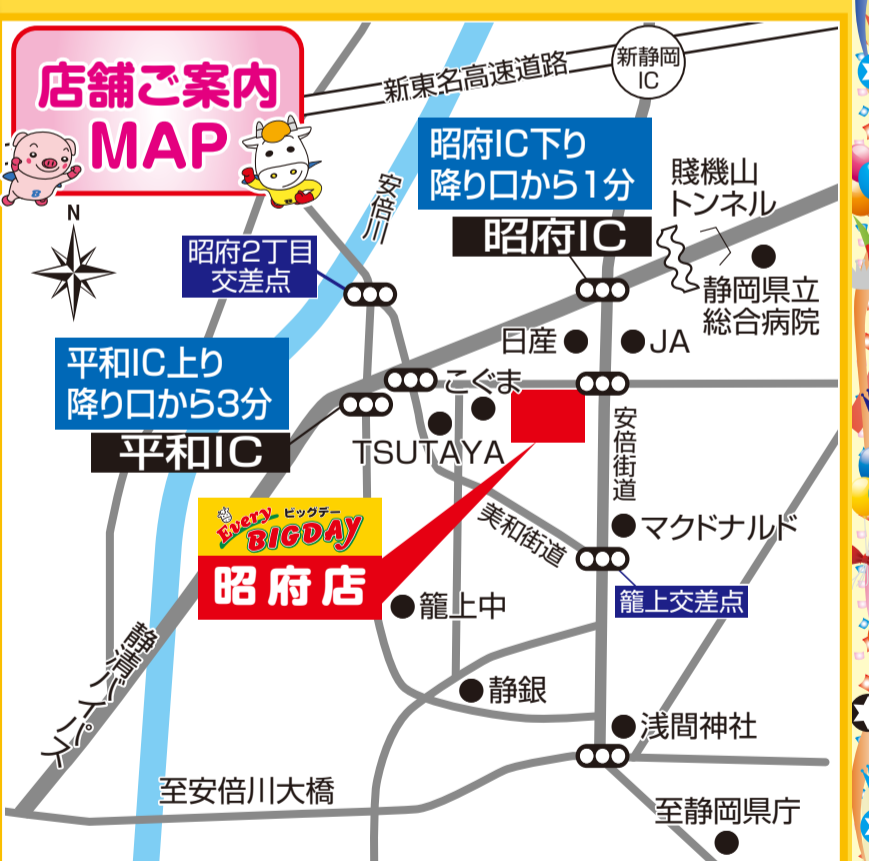 店舗ご案内
MAP
新東名高速道路
新静岡
IC
昭府IC下り
降り口から1分
昭府IC
賤機山
トンネル
安倍川
N
昭府2丁目
交差点
静岡県立
総合病院
日産
JA
平和IC上り
降り口から3分
平和IC
こぐま
TSUTAYA
安倍街道
Every
ビッグデー
BIGDAY
昭府店
美和街道
マクドナルド
籠上交差点
籠上中
静清バイパス
静銀
浅間神社
至安倍川大橋
至静岡県庁